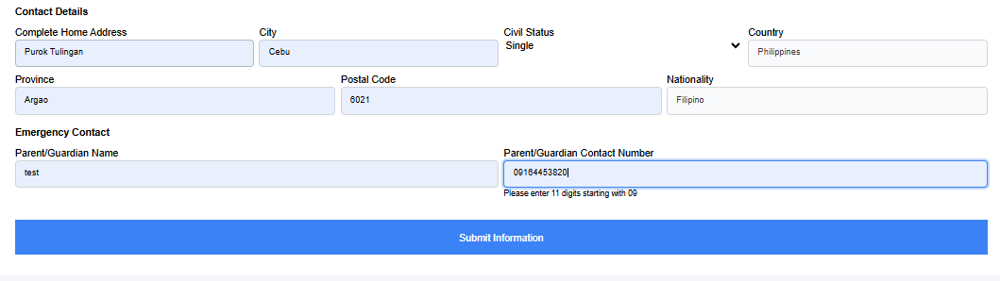 Contact Details
Complete Home Address City Civil Status Country
Purok Tulingan Cebu Single Philippines
Province Postal Code Nationality
Argao 6021 Filipino
Emergency Contact
Parent/Guardian Name Parent/Guardian Contact Number
test 09164453820
Please enter 11 digits starting with 09
Submit Information